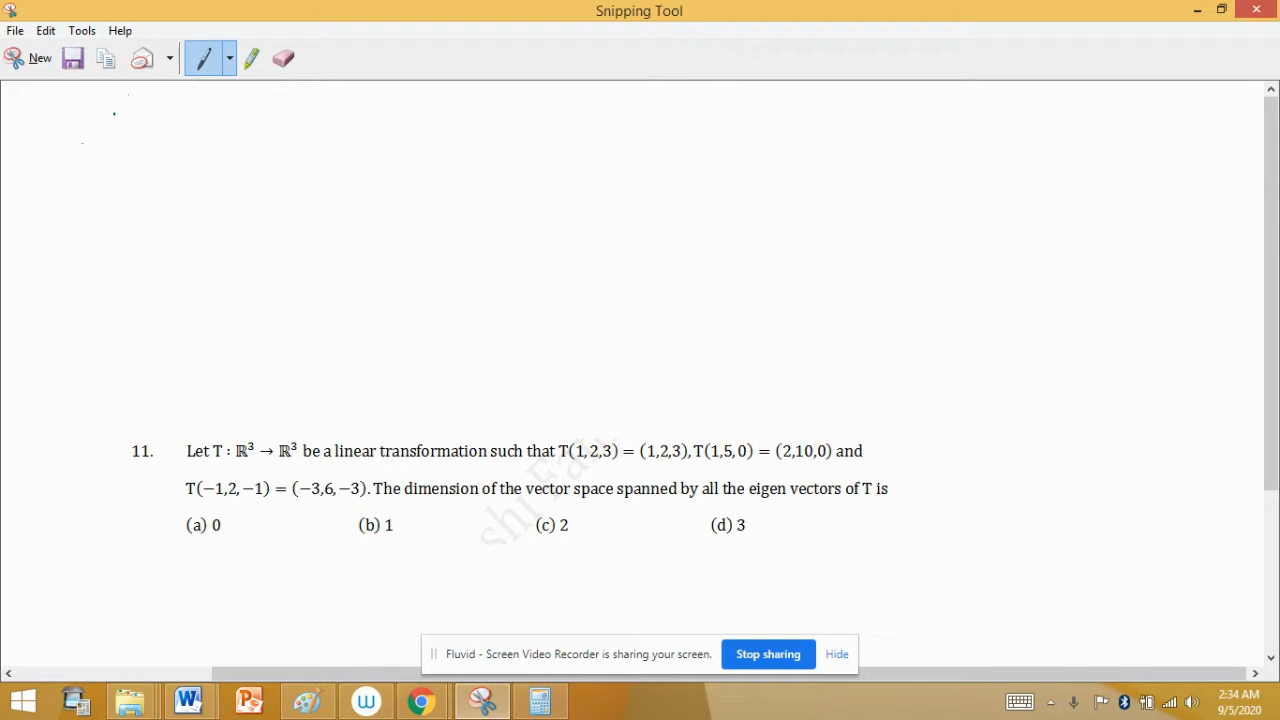 Snipping Tool
File Edit Tools Help
New
11. Let T : ℝ³ → ℝ³ be a linear transformation such that T(1, 2, 3) = (1,2,3), T(1, 5, 0) = (2,10,0) and
T(−1,2, −1) = (−3,6, −3). The dimension of the vector space spanned by all the eigen vectors of T is
(a) 0 (b) 1 (c) 2 (d) 3
Fluvid - Screen Video Recorder is sharing your screen. Stop sharing Hide
2:34 AM
9/5/2020